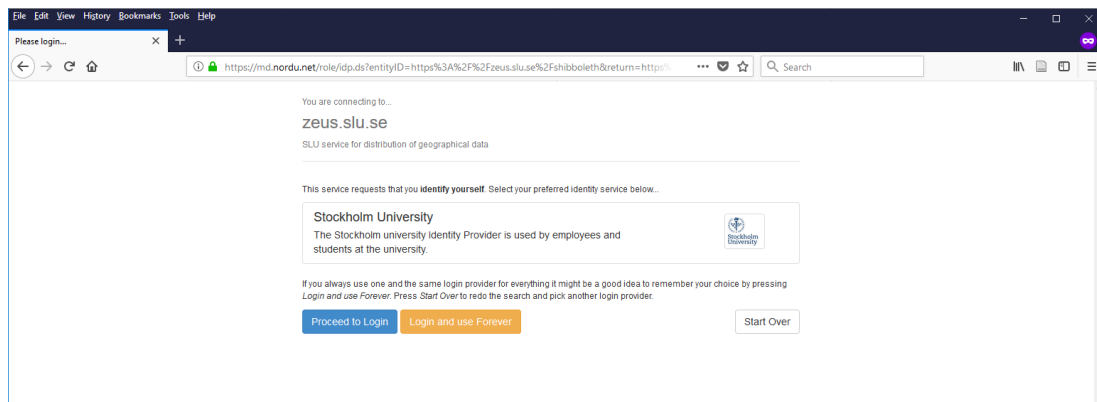 File Edit View History Bookmarks Tools Help
Please login...
https://md.nordu.net/role/idp.ds?entityID=https%3A%2F%2Fzeus.slu.se%2Fshibboleth&return=https%
Search
You are connecting to...
zeus.slu.se
SLU service for distribution of geographical data
This service requests that you identify yourself. Select your preferred identity service below...
Stockholm University
The Stockholm university Identity Provider is used by employees and
students at the university.
Stockholm
University
If you always use one and the same login provider for everything it might be a good idea to remember your choice by pressing
Login and use Forever. Press Start Over to redo the search and pick another login provider.
Proceed to Login Login and use Forever Start Over